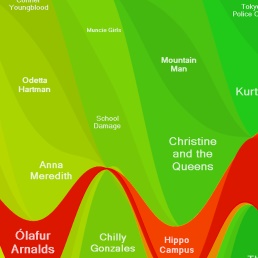 Conner
Youngblood
Muncie Girls
Tokyo
Police C
Odetta
Hartman
Mountain
Man
Kurt
School
Damage
Christine
and the
Queens
Anna
Meredith
Ólafur
Arnalds
Chilly
Gonzales
Hippo
Campus